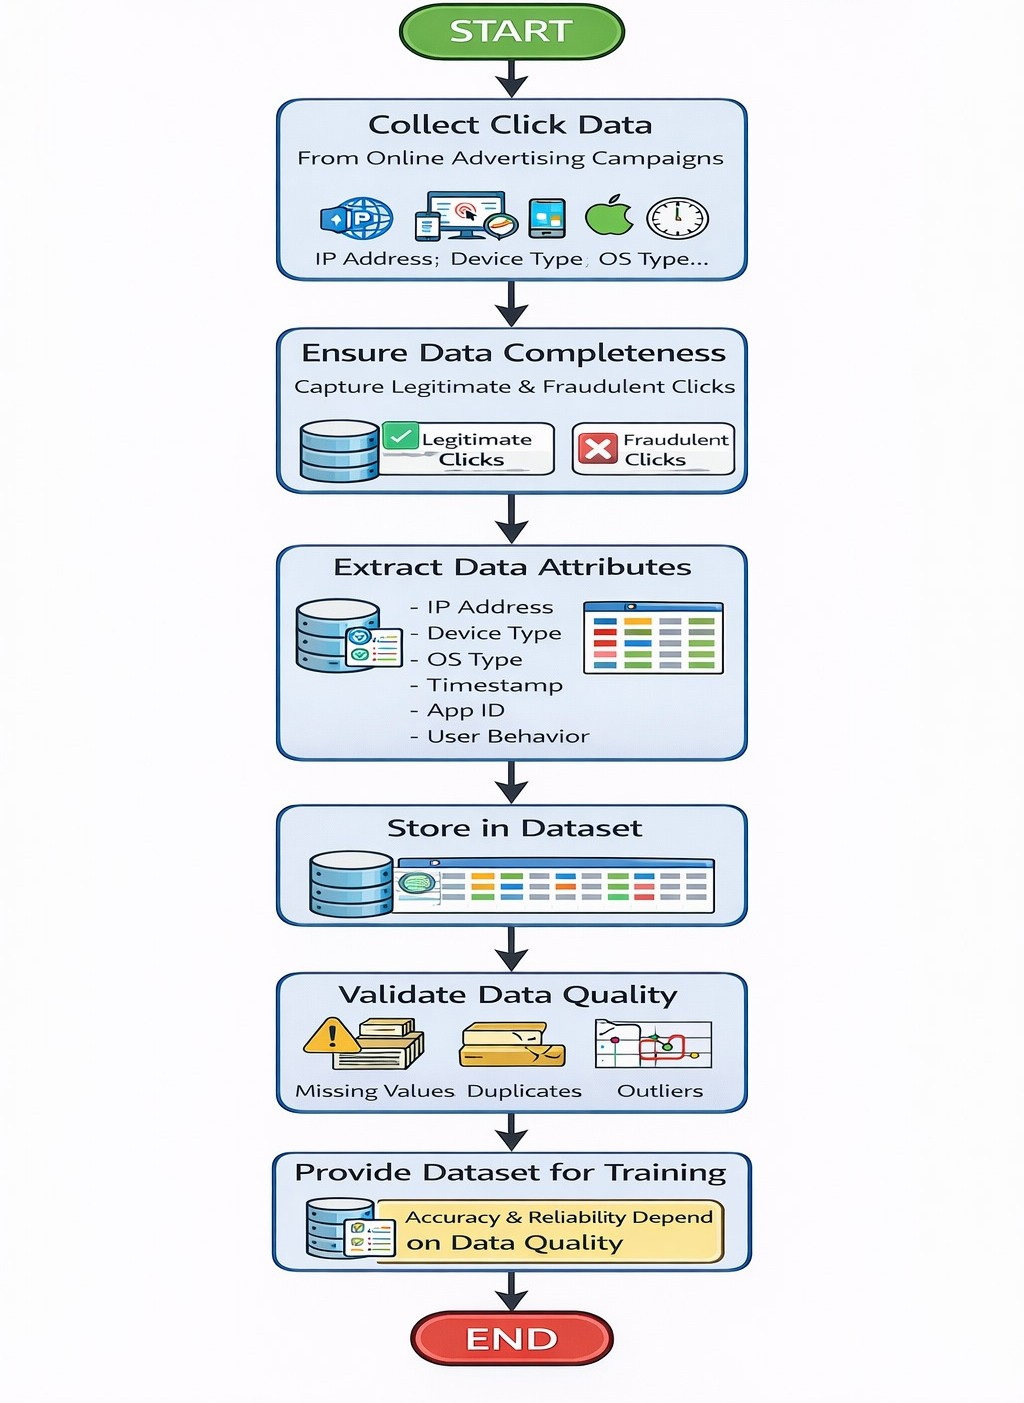 START
Collect Click Data
From Online Advertising Campaigns
IP
IP Address; Device Type, OS Type...
Ensure Data Completeness
Capture Legitimate & Fraudulent Clicks
Legitimate
Clicks
Fraudulent
Clicks
Extract Data Attributes
- IP Address
- Device Type
- OS Type
- Timestamp
- App ID
- User Behavior
Store in Dataset
Validate Data Quality
Missing Values Duplicates Outliers
Provide Dataset for Training
Accuracy & Reliability Depend
on Data Quality
END